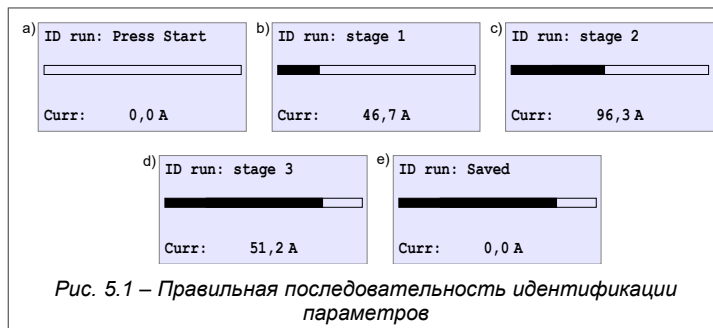 a)
ID run: Press Start
Curr: 0,0 A
b)
ID run: stage 1
Curr: 46,7 A
c)
ID run: stage 2
Curr: 96,3 A
d)
ID run: stage 3
Curr: 51,2 A
e)
ID run: Saved
Curr: 0,0 A
Рис. 5.1 – Правильная последовательность идентификации
параметров